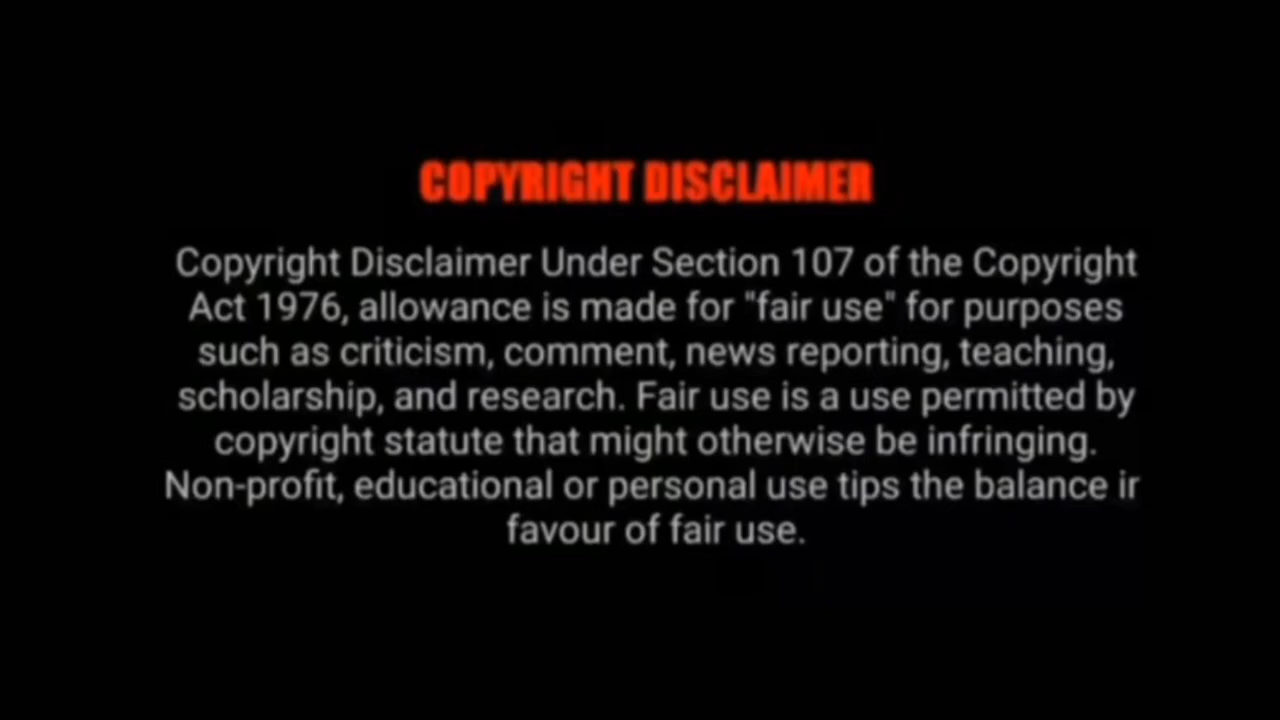 COPYRIGHT DISCLAIMER
Copyright Disclaimer Under Section 107 of the Copyright
Act 1976, allowance is made for "fair use" for purposes
such as criticism, comment, news reporting, teaching,
scholarship, and research. Fair use is a use permitted by
copyright statute that might otherwise be infringing.
Non-profit, educational or personal use tips the balance ir
favour of fair use.